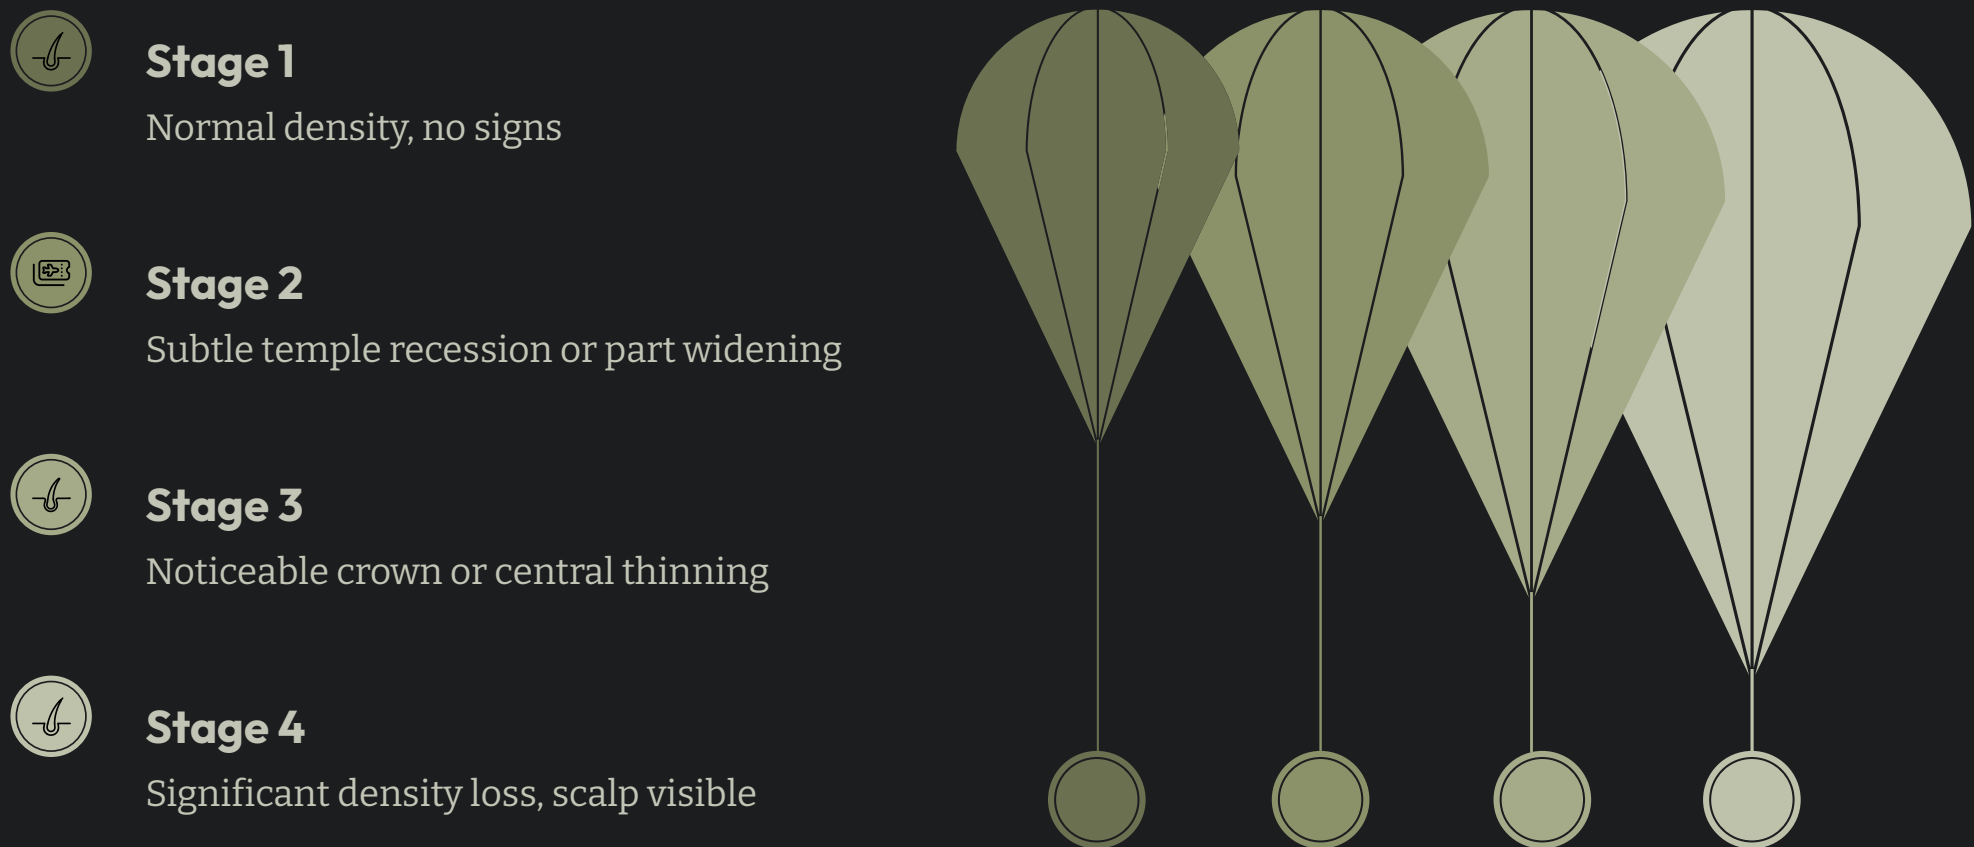 Stage 1
Normal density, no signs
Stage 2
Subtle temple recession or part widening
Stage 3
Noticeable crown or central thinning
Stage 4
Significant density loss, scalp visible